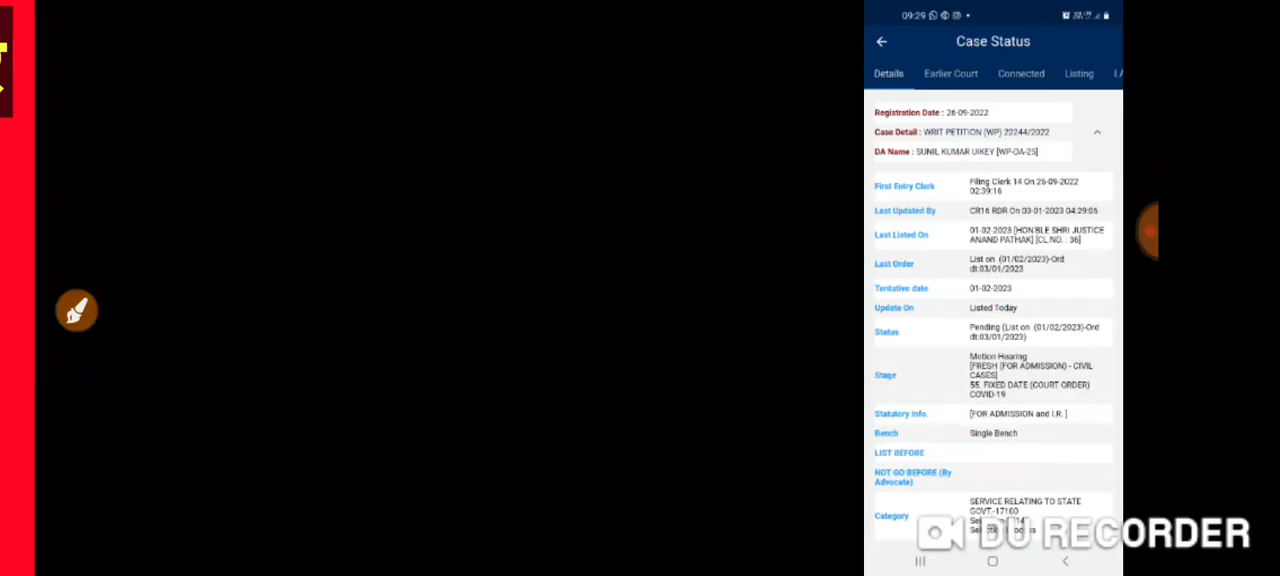 09:29
Case Status
Details Earlier Court Connected Listing
Registration Date : 26-09-2022
Case Detail : WRIT PETITION (WP) 22244/2022
DA Name : SUNIL KUMAR UIKEY [WP-DA-25]
First Entry Clerk
Filing Clerk 14 On 26-09-2022
02:39:16
Last Updated By
CR16 RDR On 03-01-2023 04:29:06
Last Listed On
01-02-2023 [HON'BLE SHRI JUSTICE
ANAND PATHAK] [CL.NO. : 36]
Last Order
List on (01/02/2023)-Ord
dt:03/01/2023
Tentative date
01-02-2023
Update On
Listed Today
Status
Pending (List on (01/02/2023)-Ord
dt:03/01/2023)
Stage
Motion Hearing
[FRESH (FOR ADMISSION) - CIVIL
CASES]
55. FIXED DATE (COURT ORDER)
COVID-19
Statutory Info.
[FOR ADMISSION and I.R. ]
Bench
Single Bench
LIST BEFORE
NOT GO BEFORE (By
Advocate)
Category
SERVICE RELATING TO STATE
GOVT.-17100
DU RECORDER